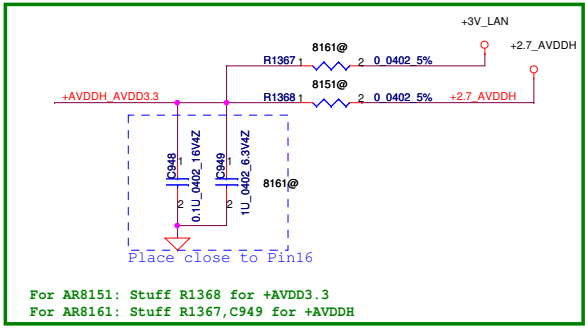 +3V_LAN
8161@
+2.7_AVDDH
R1367 1 2 0_0402_5%
8151@
+AVDDH_AVDD3.3
R1368 1 2 0_0402_5% +2.7_AVDDH
C948 1 2 0.1U_0402_16V4Z
C949 1 2 1U_0402_6.3V4Z
8161@
Place close to Pin16
For AR8151: Stuff R1368 for +AVDD3.3
For AR8161: Stuff R1367,C949 for +AVDDH